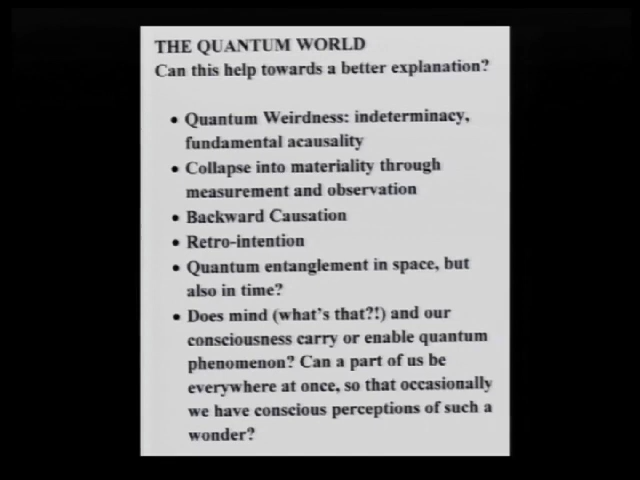 THE QUANTUM WORLD
Can this help towards a better explanation?
• Quantum Weirdness: indeterminacy,
fundamental acausality
• Collapse into materiality through
measurement and observation
• Backward Causation
• Retro-intention
• Quantum entanglement in space, but
also in time?
• Does mind (what's that?!) and our
consciousness carry or enable quantum
phenomenon? Can a part of us be
everywhere at once, so that occasionally
we have conscious perceptions of such a
wonder?